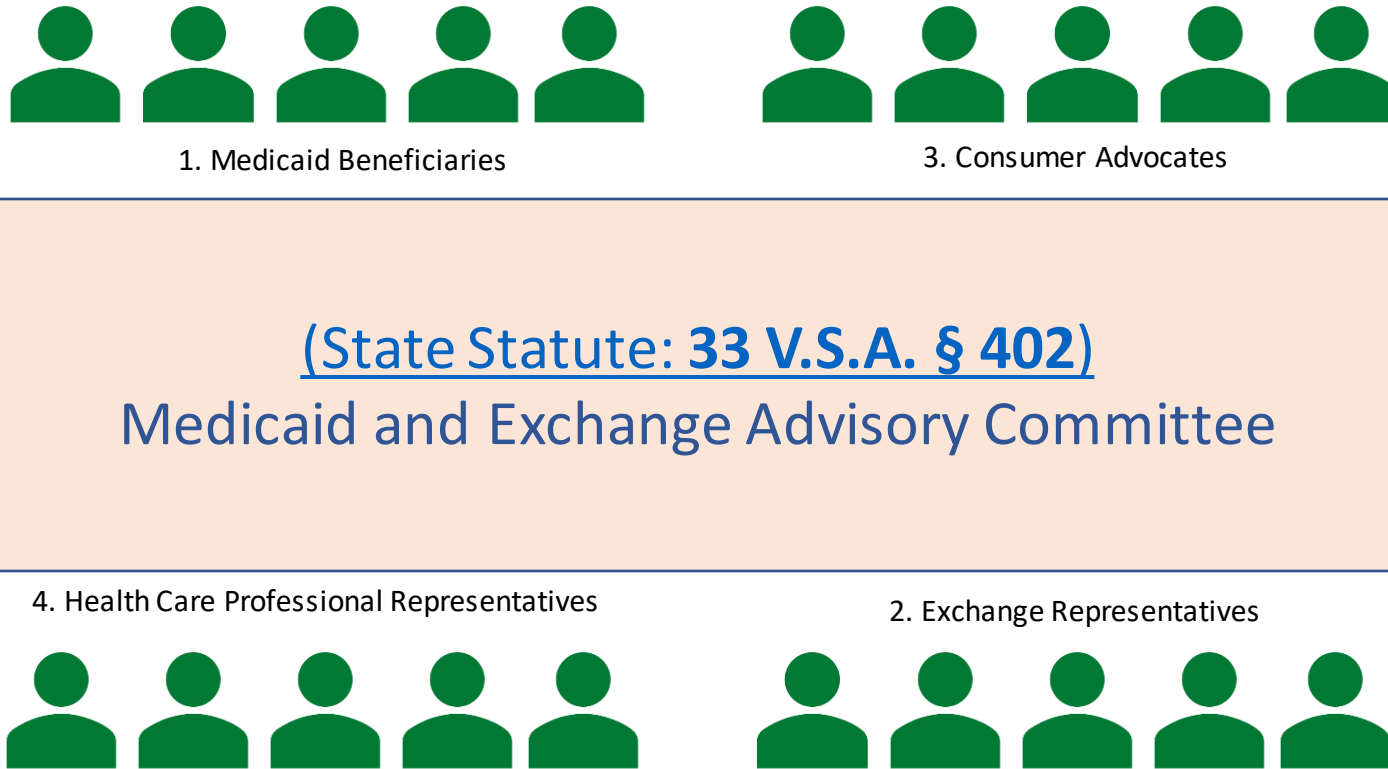 1. Medicaid Beneficiaries
3. Consumer Advocates
(State Statute: 33 V.S.A. § 402)
Medicaid and Exchange Advisory Committee
4. Health Care Professional Representatives
2. Exchange Representatives